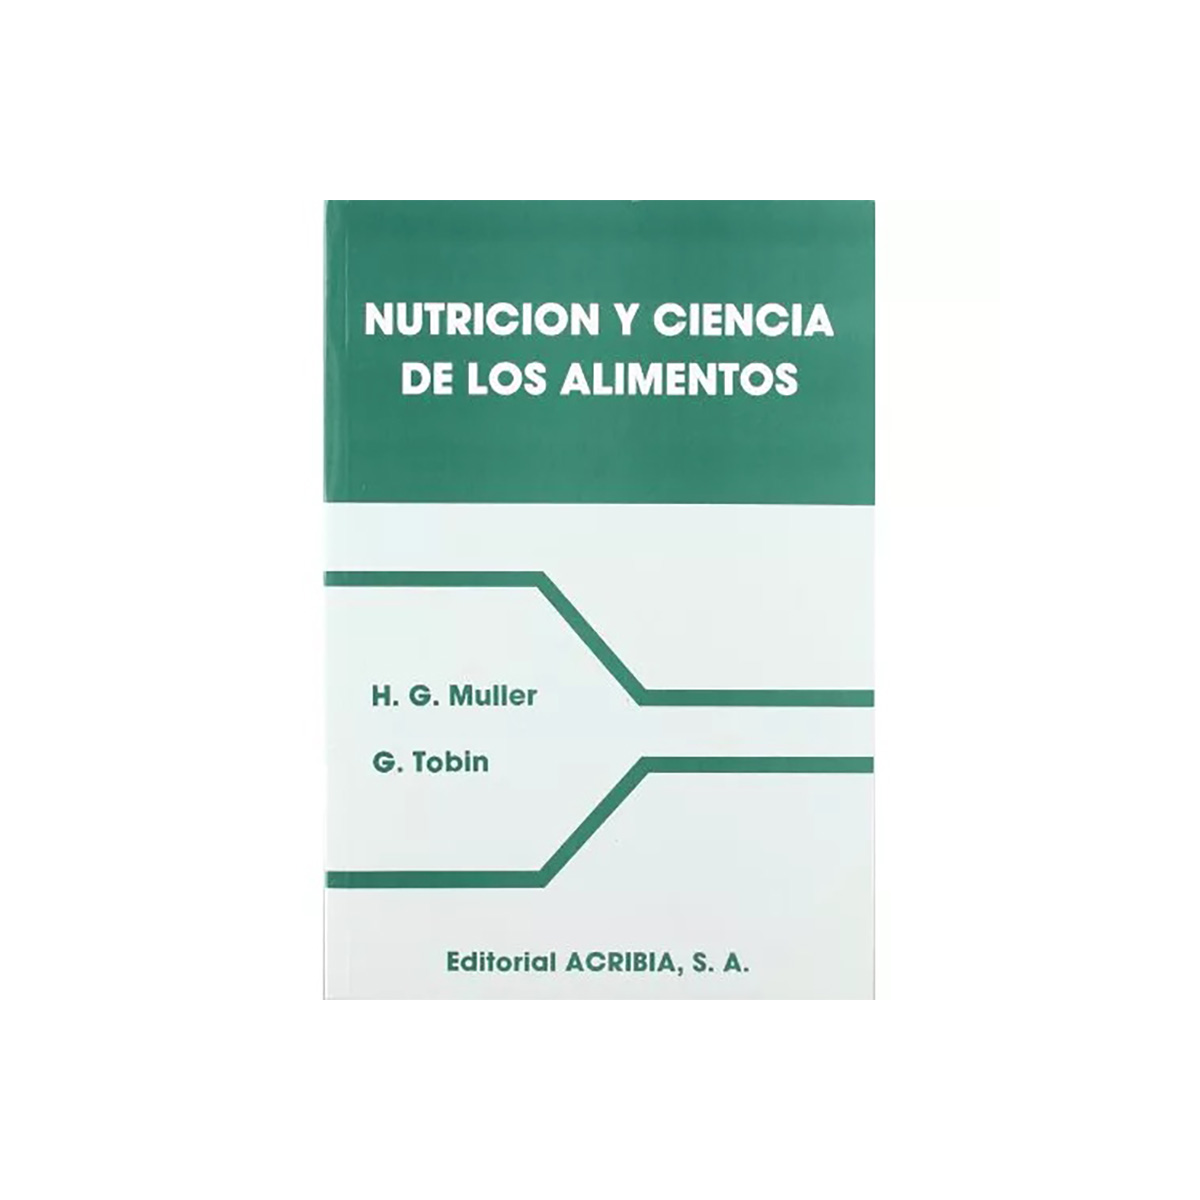 NUTRICION Y CIENCIA
DE LOS ALIMENTOS
H. G. Muller
G. Tobin
Editorial ACRIBIA, S. A.